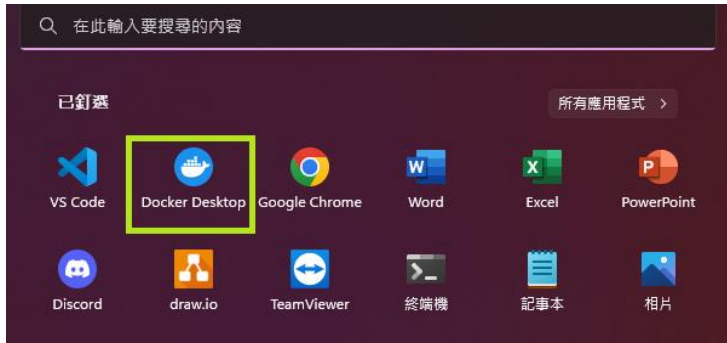 在此輸入要搜尋的內容
已釘選 所有應用程式 >
VS Code Docker Desktop Google Chrome Word Excel PowerPoint
Discord draw.io TeamViewer 終端機 記事本 相片